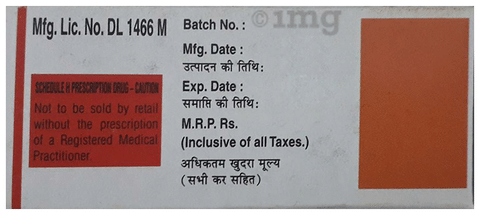 Mfg. Lic. No. DL 1466 M
SCHEDULE H PRESCRIPTION DRUG - CAUTION
Not to be sold by retail
without the prescription
of a Registered Medical
Practitioner.
Batch No. :
Mfg. Date :
उत्पादन की तिथि:
Exp. Date :
समाप्ति की तिथि:
M.R.P. Rs.
(Inclusive of all Taxes.)
अधिकतम खुदरा मूल्य
(सभी कर सहित)
©1mg